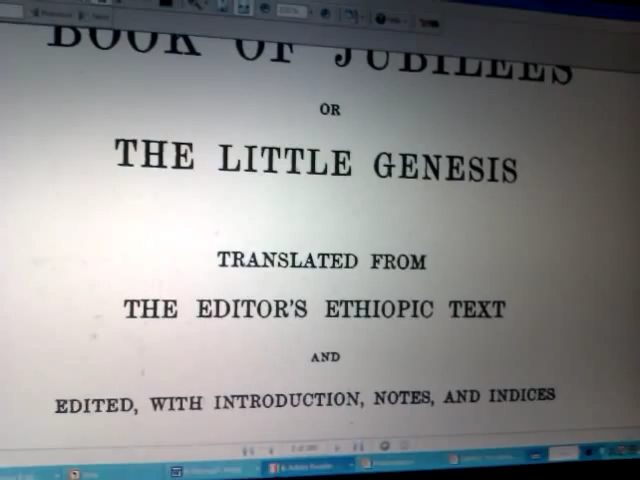 BOOK OF JUBILEES
OR
THE LITTLE GENESIS
TRANSLATED FROM
THE EDITOR'S ETHIOPIC TEXT
AND
EDITED, WITH INTRODUCTION, NOTES, AND INDICES